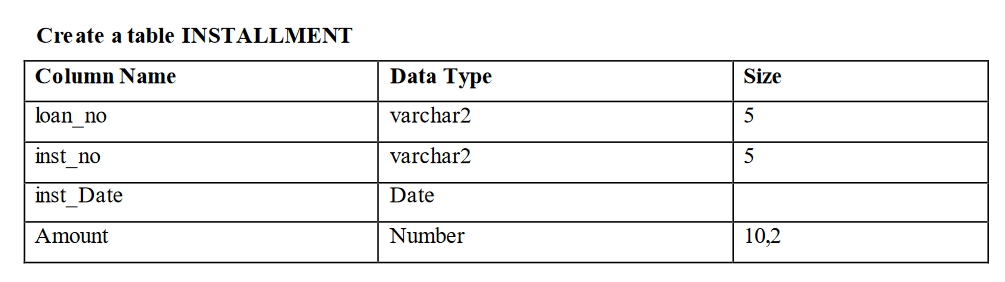 Create a table INSTALLMENT
Column Name Data Type Size
loan_no varchar2 5
inst_no varchar2 5
inst_Date Date
Amount Number 10,2